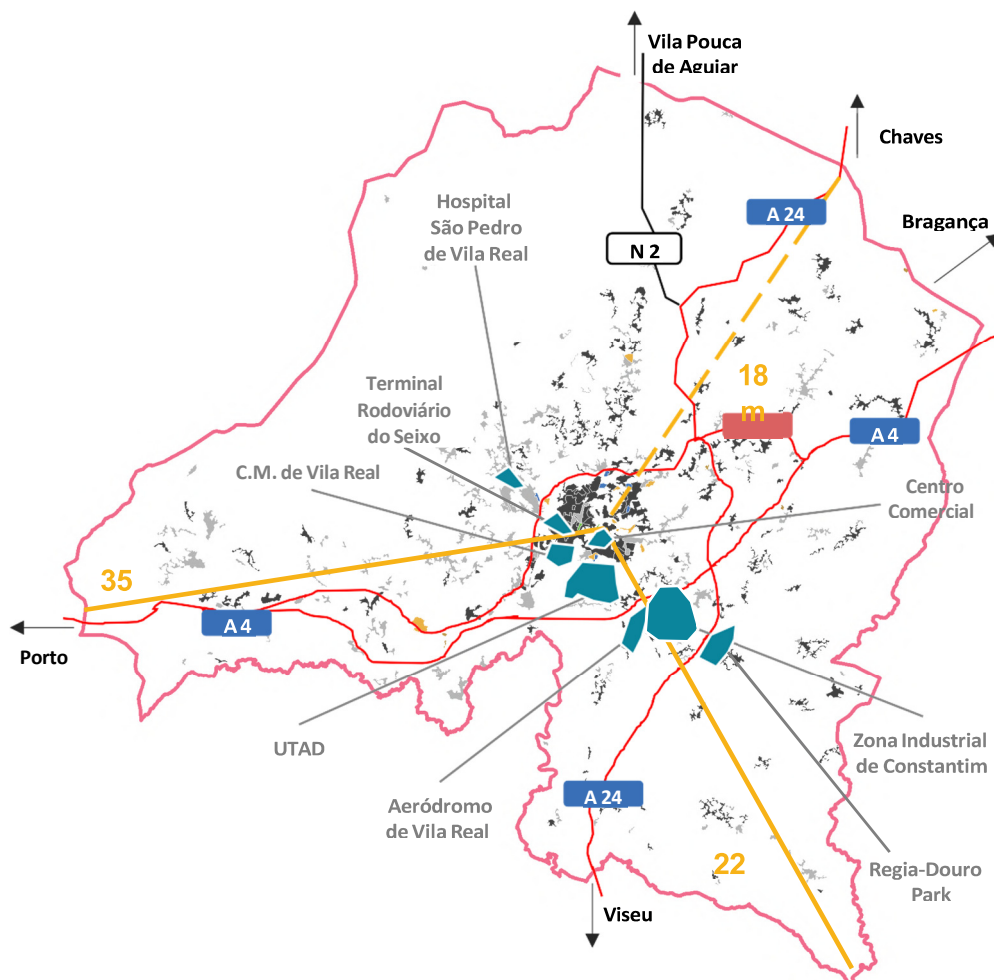 Vila Pouca
de Aguiar
Chaves
A 24
Bragança
Hospital
São Pedro
de Vila Real
N 2
18
m
Terminal
Rodoviário
do Seixo
A 4
C.M. de Vila Real
Centro
Comercial
35
A 4
Porto
UTAD
Zona Industrial
de Constantim
Aeródromo
de Vila Real
A 24
22
Regia-Douro
Park
Viseu